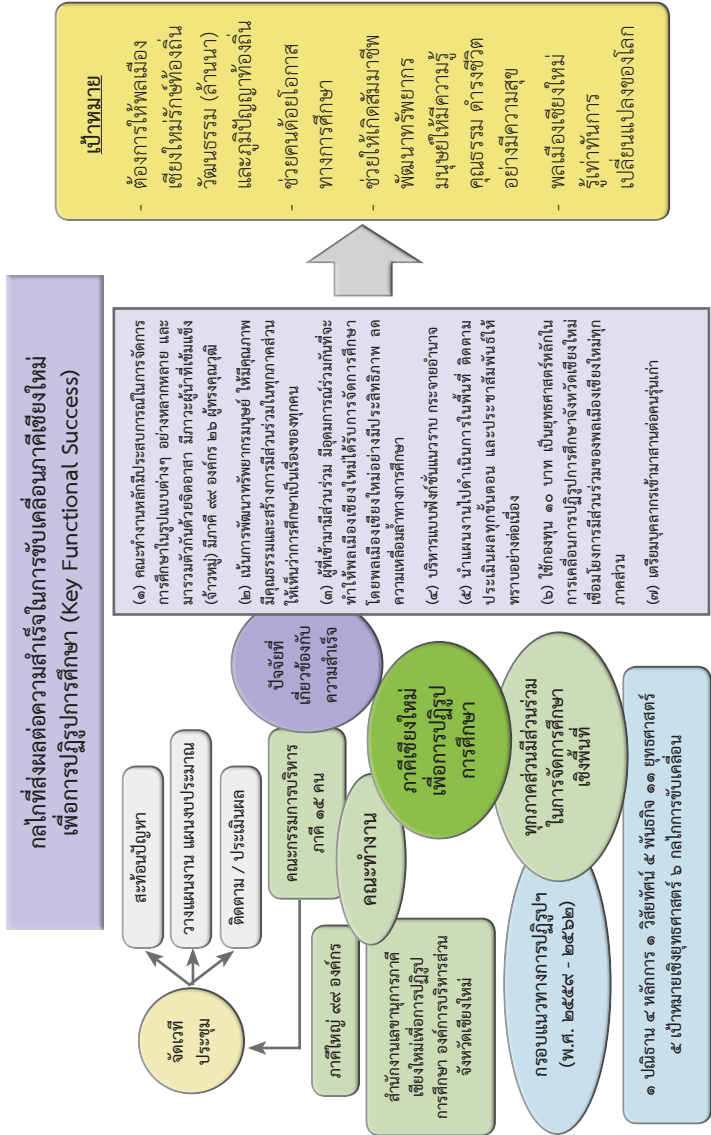 กลไกที่ส่งผลต่อความสำเร็จในการขับเคลื่อนภาคีเชียงใหม่
เพื่อการปฏิรูปการศึกษา (Key Functional Success)
จัดเวที
ประชุม
สะท้อนปัญหา
วางแผนงาน แผนงบประมาณ
ติดตาม / ประเมินผล
ภาคีใหญ่ ๙๙ องค์กร
คณะกรรมการบริหาร
ภาคี ๑๕ คน
คณะทำงาน
สำนักงานเลขานุการภาคี
เชียงใหม่เพื่อการปฏิรูป
การศึกษา องค์การบริหารส่วน
จังหวัดเชียงใหม่
ปัจจัยที่
เกี่ยวข้องกับ
ความสำเร็จ
ภาคีเชียงใหม่
เพื่อการปฏิรูป
การศึกษา
ทุกภาคส่วนมีส่วนร่วม
ในการจัดการศึกษา
เชิงพื้นที่
กรอบแนวทางการปฏิรูปฯ
(พ.ศ. ๒๕๕๙ - ๒๕๖๒)
๑ ปณิธาน ๔ หลักการ ๑ วิสัยทัศน์ ๕ พันธกิจ ๑๑ ยุทธศาสตร์
๕ เป้าหมายเชิงยุทธศาสตร์ ๖ กลไกการขับเคลื่อน
(๑) คณะทำงานหลักมีประสบการณ์ในการจัดการ
การศึกษาในรูปแบบต่างๆ อย่างหลากหลาย และ
มารวมตัวกันด้วยจิตอาสา มีภาวะผู้นำที่เข้มแข็ง
(จ้าวหมู่) มีภาคี ๙๙ องค์กร ๒๖ ผู้ทรงคุณวุฒิ
(๒) เน้นการพัฒนาทรัพยากรมนุษย์ ให้มีคุณภาพ
มีคุณธรรมและสร้างการมีส่วนร่วมในทุกภาคส่วน
ให้เห็นว่าการศึกษาเป็นเรื่องของทุกคน
(๓) ผู้ที่เข้ามามีส่วนร่วม มีอุดมการณ์ร่วมกันที่จะ
ทำให้พลเมืองเชียงใหม่ได้รับการจัดการศึกษา
โดยพลเมืองเชียงใหม่อย่างมีประสิทธิภาพ ลด
ความเหลื่อมล้ำทางการศึกษา
(๔) บริหารแบบฟังก์ชั่นแนวราบ กระจายอำนาจ
(๕) นำแผนงานไปดำเนินการในพื้นที่ ติดตาม
ประเมินผลทุกขั้นตอน และประชาสัมพันธ์ให้
ทราบอย่างต่อเนื่อง
(๖) ใช้กองทุน ๑๐ บาท เป็นยุทธศาสตร์หลักใน
การเคลื่อนการปฏิรูปการศึกษาจังหวัดเชียงใหม่
เชื่อมโยงการมีส่วนร่วมของพลเมืองเชียงใหม่ทุก
ภาคส่วน
(๗) เตรียมบุคลากรเข้ามาสานต่อคนรุ่นเก่า
เป้าหมาย
- ต้องการให้พลเมือง
เชียงใหม่รักษ์ท้องถิ่น
วัฒนธรรม (ล้านนา)
และภูมิปัญญาท้องถิ่น
- ช่วยคนด้อยโอกาส
ทางการศึกษา
- ช่วยให้เกิดสัมมาชีพ
พัฒนาทรัพยากร
มนุษย์ให้มีความรู้
คุณธรรม ดำรงชีวิต
อย่างมีความสุข
- พลเมืองเชียงใหม่
รู้เท่าทันการ
เปลี่ยนแปลงของโลก